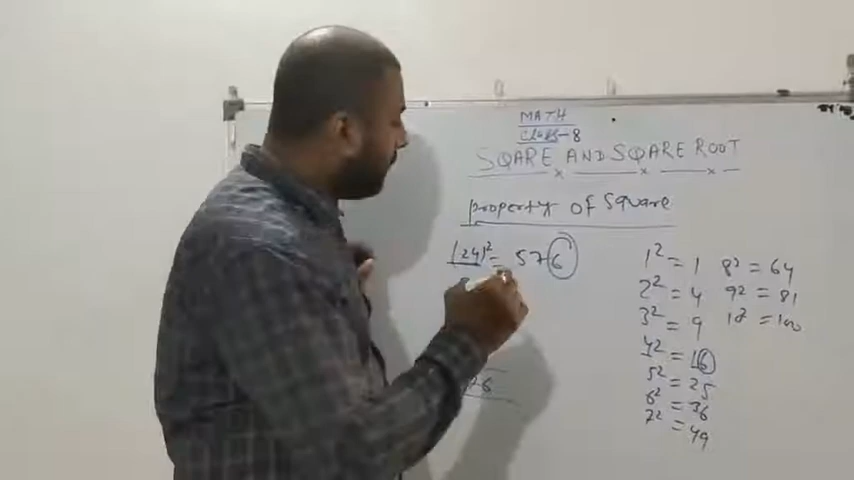 MATH
CLASS-8
SQARE AND SQARE ROOT
property of Square
(24)² = 576
1² = 1
2² = 4
3² = 9
4² = 16
5² = 25
6² = 36
7² = 49
8² = 64
9² = 81
10² = 100